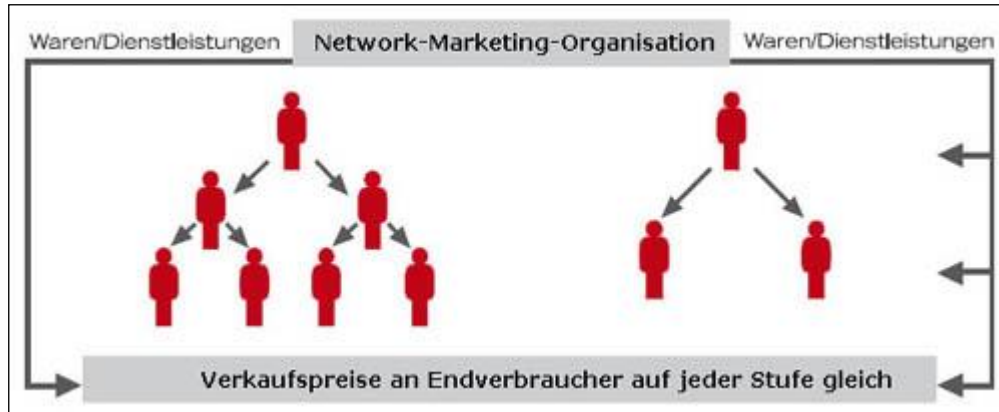 Waren/Dienstleistungen
Network-Marketing-Organisation
Waren/Dienstleistungen
Verkaufspreise an Endverbraucher auf jeder Stufe gleich